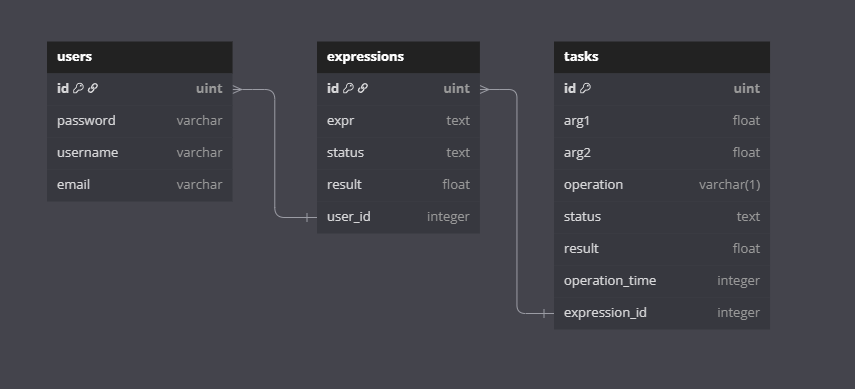 users
id uint
password varchar
username varchar
email varchar
expressions
id uint
expr text
status text
result float
user_id integer
tasks
id uint
arg1 float
arg2 float
operation varchar(1)
status text
result float
operation_time integer
expression_id integer